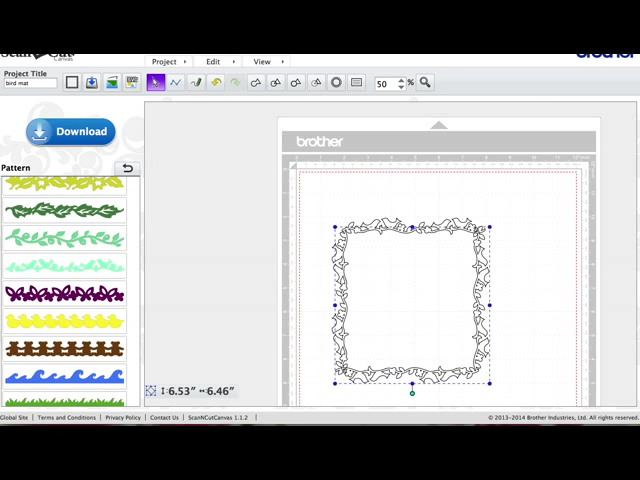 ScanNCut
Canvas
brother
Project Edit View
Project Title
bird mat
50 %
Download
Pattern
brother
6.53" 6.46"
Global Site | Terms and Conditions | Privacy Policy | Contact Us | ScanNCutCanvas 1.1.2 |
© 2013-2014 Brother Industries, Ltd. All rights reserved.